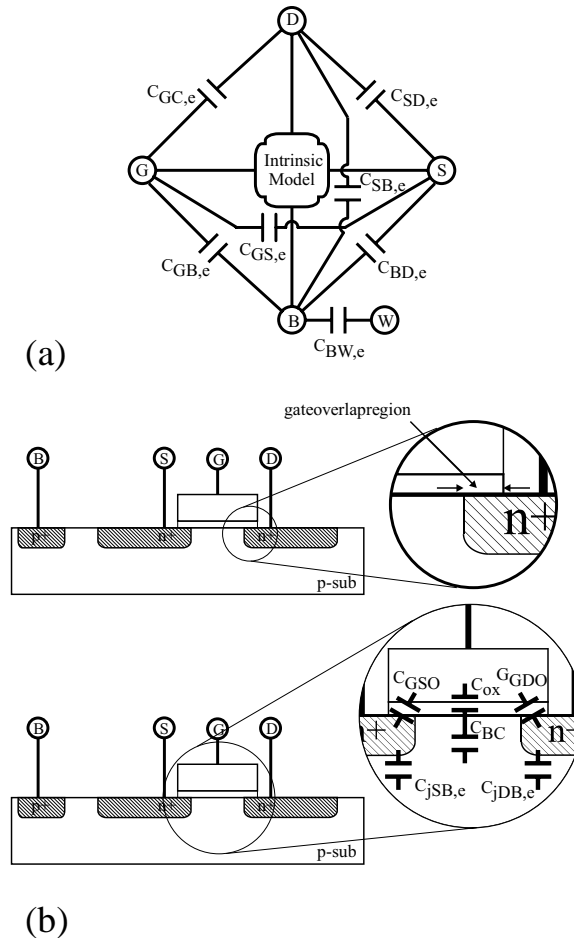 D
C_GC,e
C_SD,e
G
Intrinsic
Model
S
C_SB,e
C_GS,e
C_GB,e
C_BD,e
B
W
C_BW,e
(a)
gateoverlapregion
B
S
G
D
n+
p+
n+
n+
p-sub
C_GSO
G_GDO
C_ox
C_BC
n+
n-
B
S
G
D
C_jSB,e
C_jDB,e
p+
n+
n+
p-sub
(b)